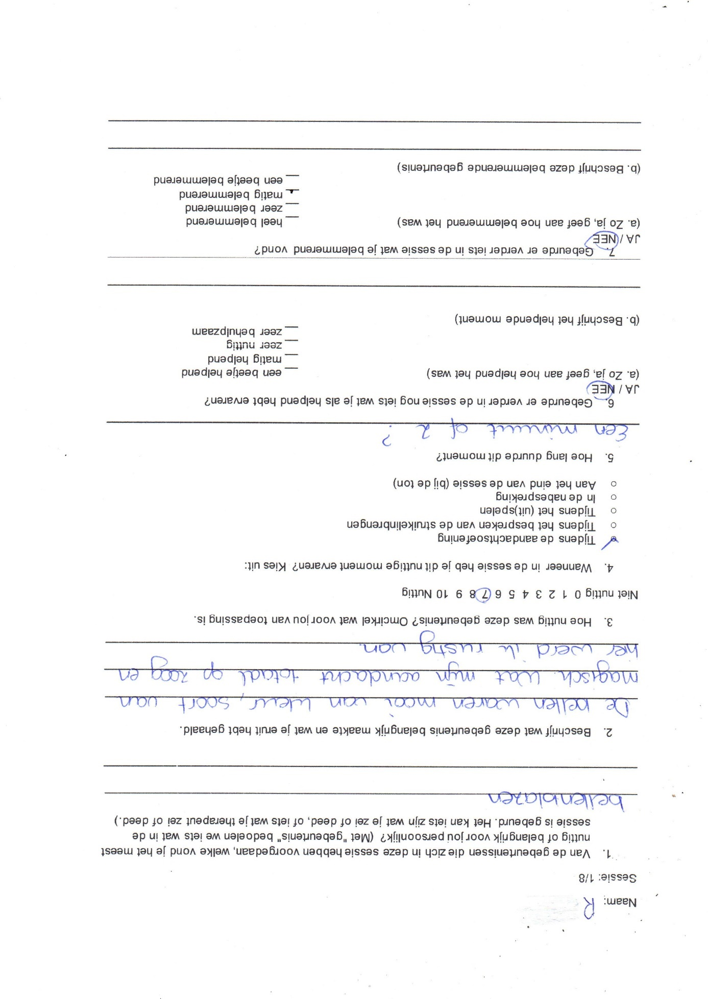 Naam: R
Sessie: 1/8
1. Van de gebeurtenissen die zich in deze sessie hebben voorgedaan, welke vond je het meest
nuttig of belangrijk voor jou persoonlijk? (Met "gebeurtenis" bedoelen we iets wat in de
sessie is gebeurd. Het kan iets zijn wat je zei of deed, of iets wat je therapeut zei of deed.)
bellenblazen
2. Beschrijf wat deze gebeurtenis belangrijk maakte en wat je eruit hebt gehaald.
De bellen waren mooi van kleur, soort van
magisch. Wat mijn aandacht totaal op zoog en
hier werd ik rustig van.
3. Hoe nuttig was deze gebeurtenis? Omcirkel wat voor jou van toepassing is.
Niet nuttig 0 1 2 3 4 5 6 7 8 9 10 Nuttig
4. Wanneer in de sessie heb je dit nuttige moment ervaren? Kies uit:
Tijdens de aandachtsoefening
o Tijdens het bespreken van de struikelinbrengen
o Tijdens het (uit)spelen
o In de nabespreking
o Aan het eind van de sessie (bij de ton)
5. Hoe lang duurde dit moment?
Een minuut of 2 ?
6. Gebeurde er verder in de sessie nog iets wat je als helpend hebt ervaren?
JA / NEE
(a. Zo ja, geef aan hoe helpend het was) __ een beetje helpend
__ matig helpend
__ zeer nuttig
__ zeer behulpzaam
(b. Beschrijf het helpende moment)
7. Gebeurde er verder iets in de sessie wat je belemmerend vond?
JA / NEE
(a. Zo ja, geef aan hoe belemmerend het was) __ heel belemmerend
__ zeer belemmerend
__ matig belemmerend
__ een beetje belemmerend
(b. Beschrijf deze belemmerende gebeurtenis)